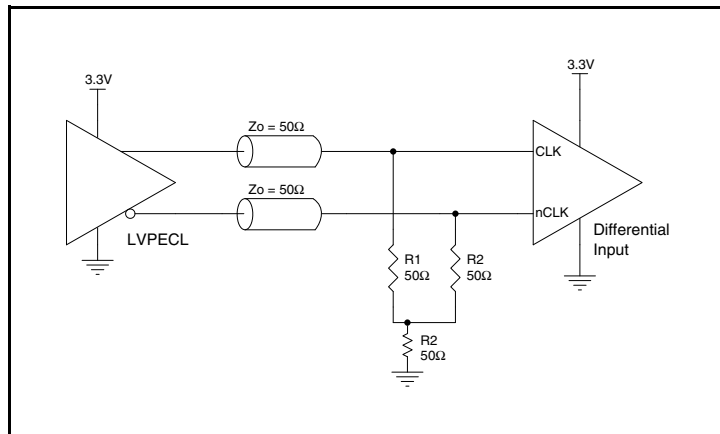 3.3V
3.3V
Zo = 50Ω
CLK
Zo = 50Ω
nCLK
LVPECL
Differential
Input
R1
50Ω
R2
50Ω
R2
50Ω